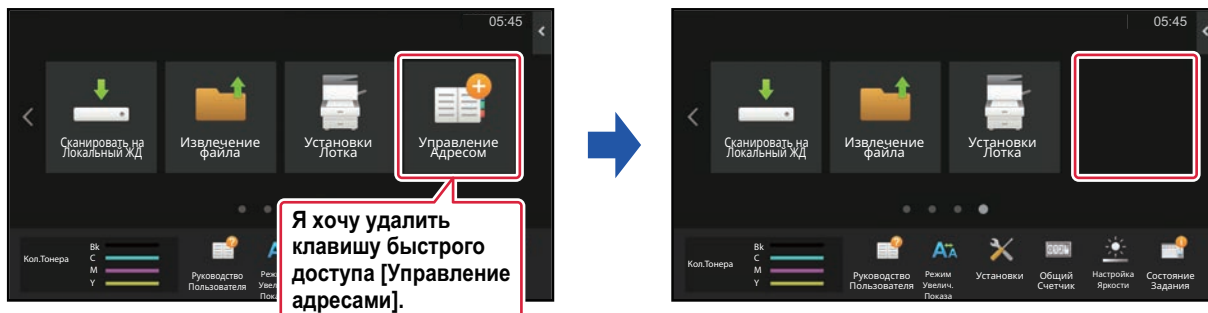 05:45
Сканировать на
Локальный ЖД
Извлечение
файла
Установки
Лотка
Управление
Адресом
Я хочу удалить
клавишу быстрого
доступа [Управление
адресами].
Кол.Тонера
Bk
C
M
Y
Руководство
Пользователя
05:45
Сканировать на
Локальный ЖД
Извлечение
файла
Установки
Лотка
Кол.Тонера
Bk
C
M
Y
Руководство
Пользователя
Режим
Увелич.
Показа
Установки
Общий
Счетчик
Настройка
Яркости
Состояние
Задания